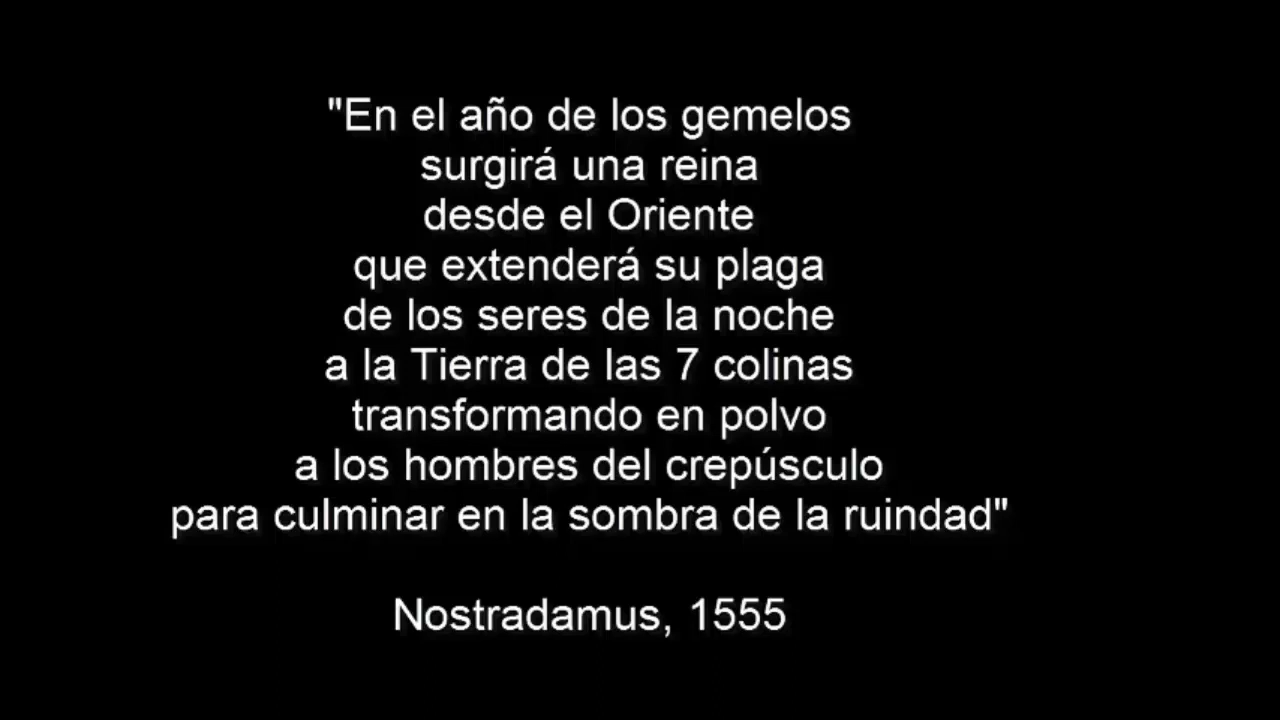 "En el año de los gemelos
surgirá una reina
desde el Oriente
que extenderá su plaga
de los seres de la noche
a la Tierra de las 7 colinas
transformando en polvo
a los hombres del crepúsculo
para culminar en la sombra de la ruindad"
Nostradamus, 1555